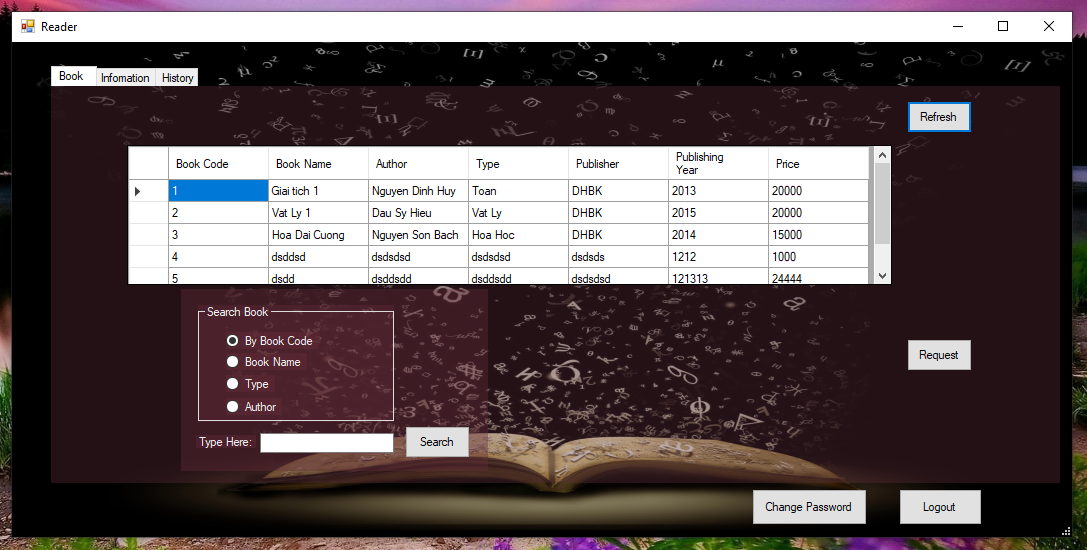 Reader
Book Infomation History
Refresh
Book Code Book Name Author Type Publisher Publishing Year Price
1 Giai tich 1 Nguyen Dinh Huy Toan DHBK 2013 20000
2 Vat Ly 1 Dau Sy Hieu Vat Ly DHBK 2015 20000
3 Hoa Dai Cuong Nguyen Son Bach Hoa Hoc DHBK 2014 15000
4 dsddsd dsdsdsd dsdsdsd dsdsds 1212 1000
5 dsdd dsddsdd dsddsdd dsdsdsd 121313 24444
Search Book
By Book Code
Book Name
Type
Author
Request
Type Here: Search
Change Password Logout